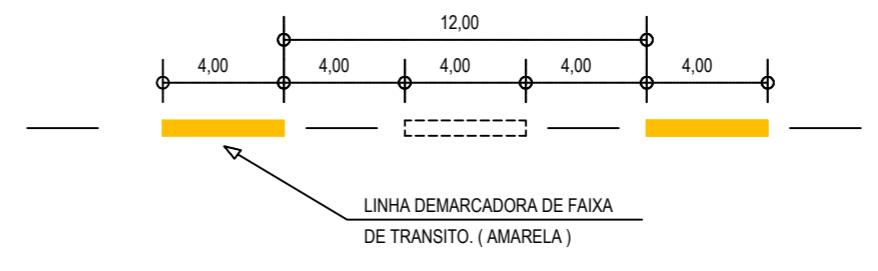 12,00
4,00 4,00 4,00 4,00 4,00
LINHA DEMARCADORA DE FAIXA
DE TRANSITO. ( AMARELA )